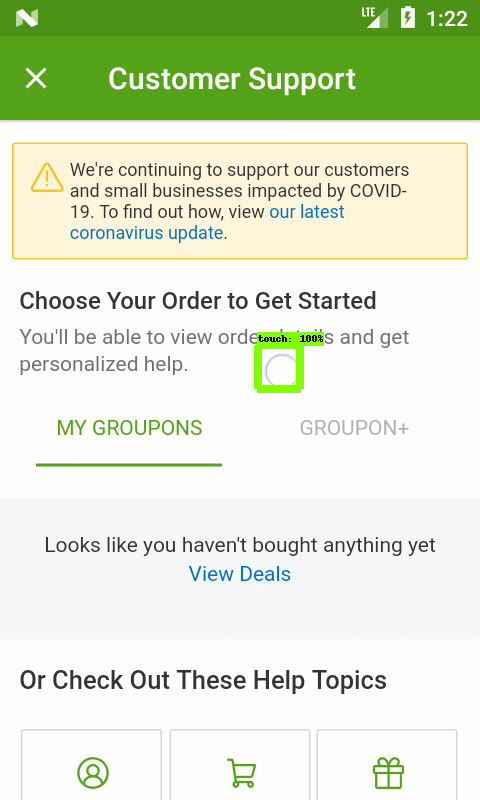 LTE 1:22
Customer Support
We're continuing to support our customers
and small businesses impacted by COVID-
19. To find out how, view our latest
coronavirus update.
Choose Your Order to Get Started
You'll be able to view order details and get
touch: 100%
personalized help.
MY GROUPONS GROUPON+
Looks like you haven't bought anything yet
View Deals
Or Check Out These Help Topics